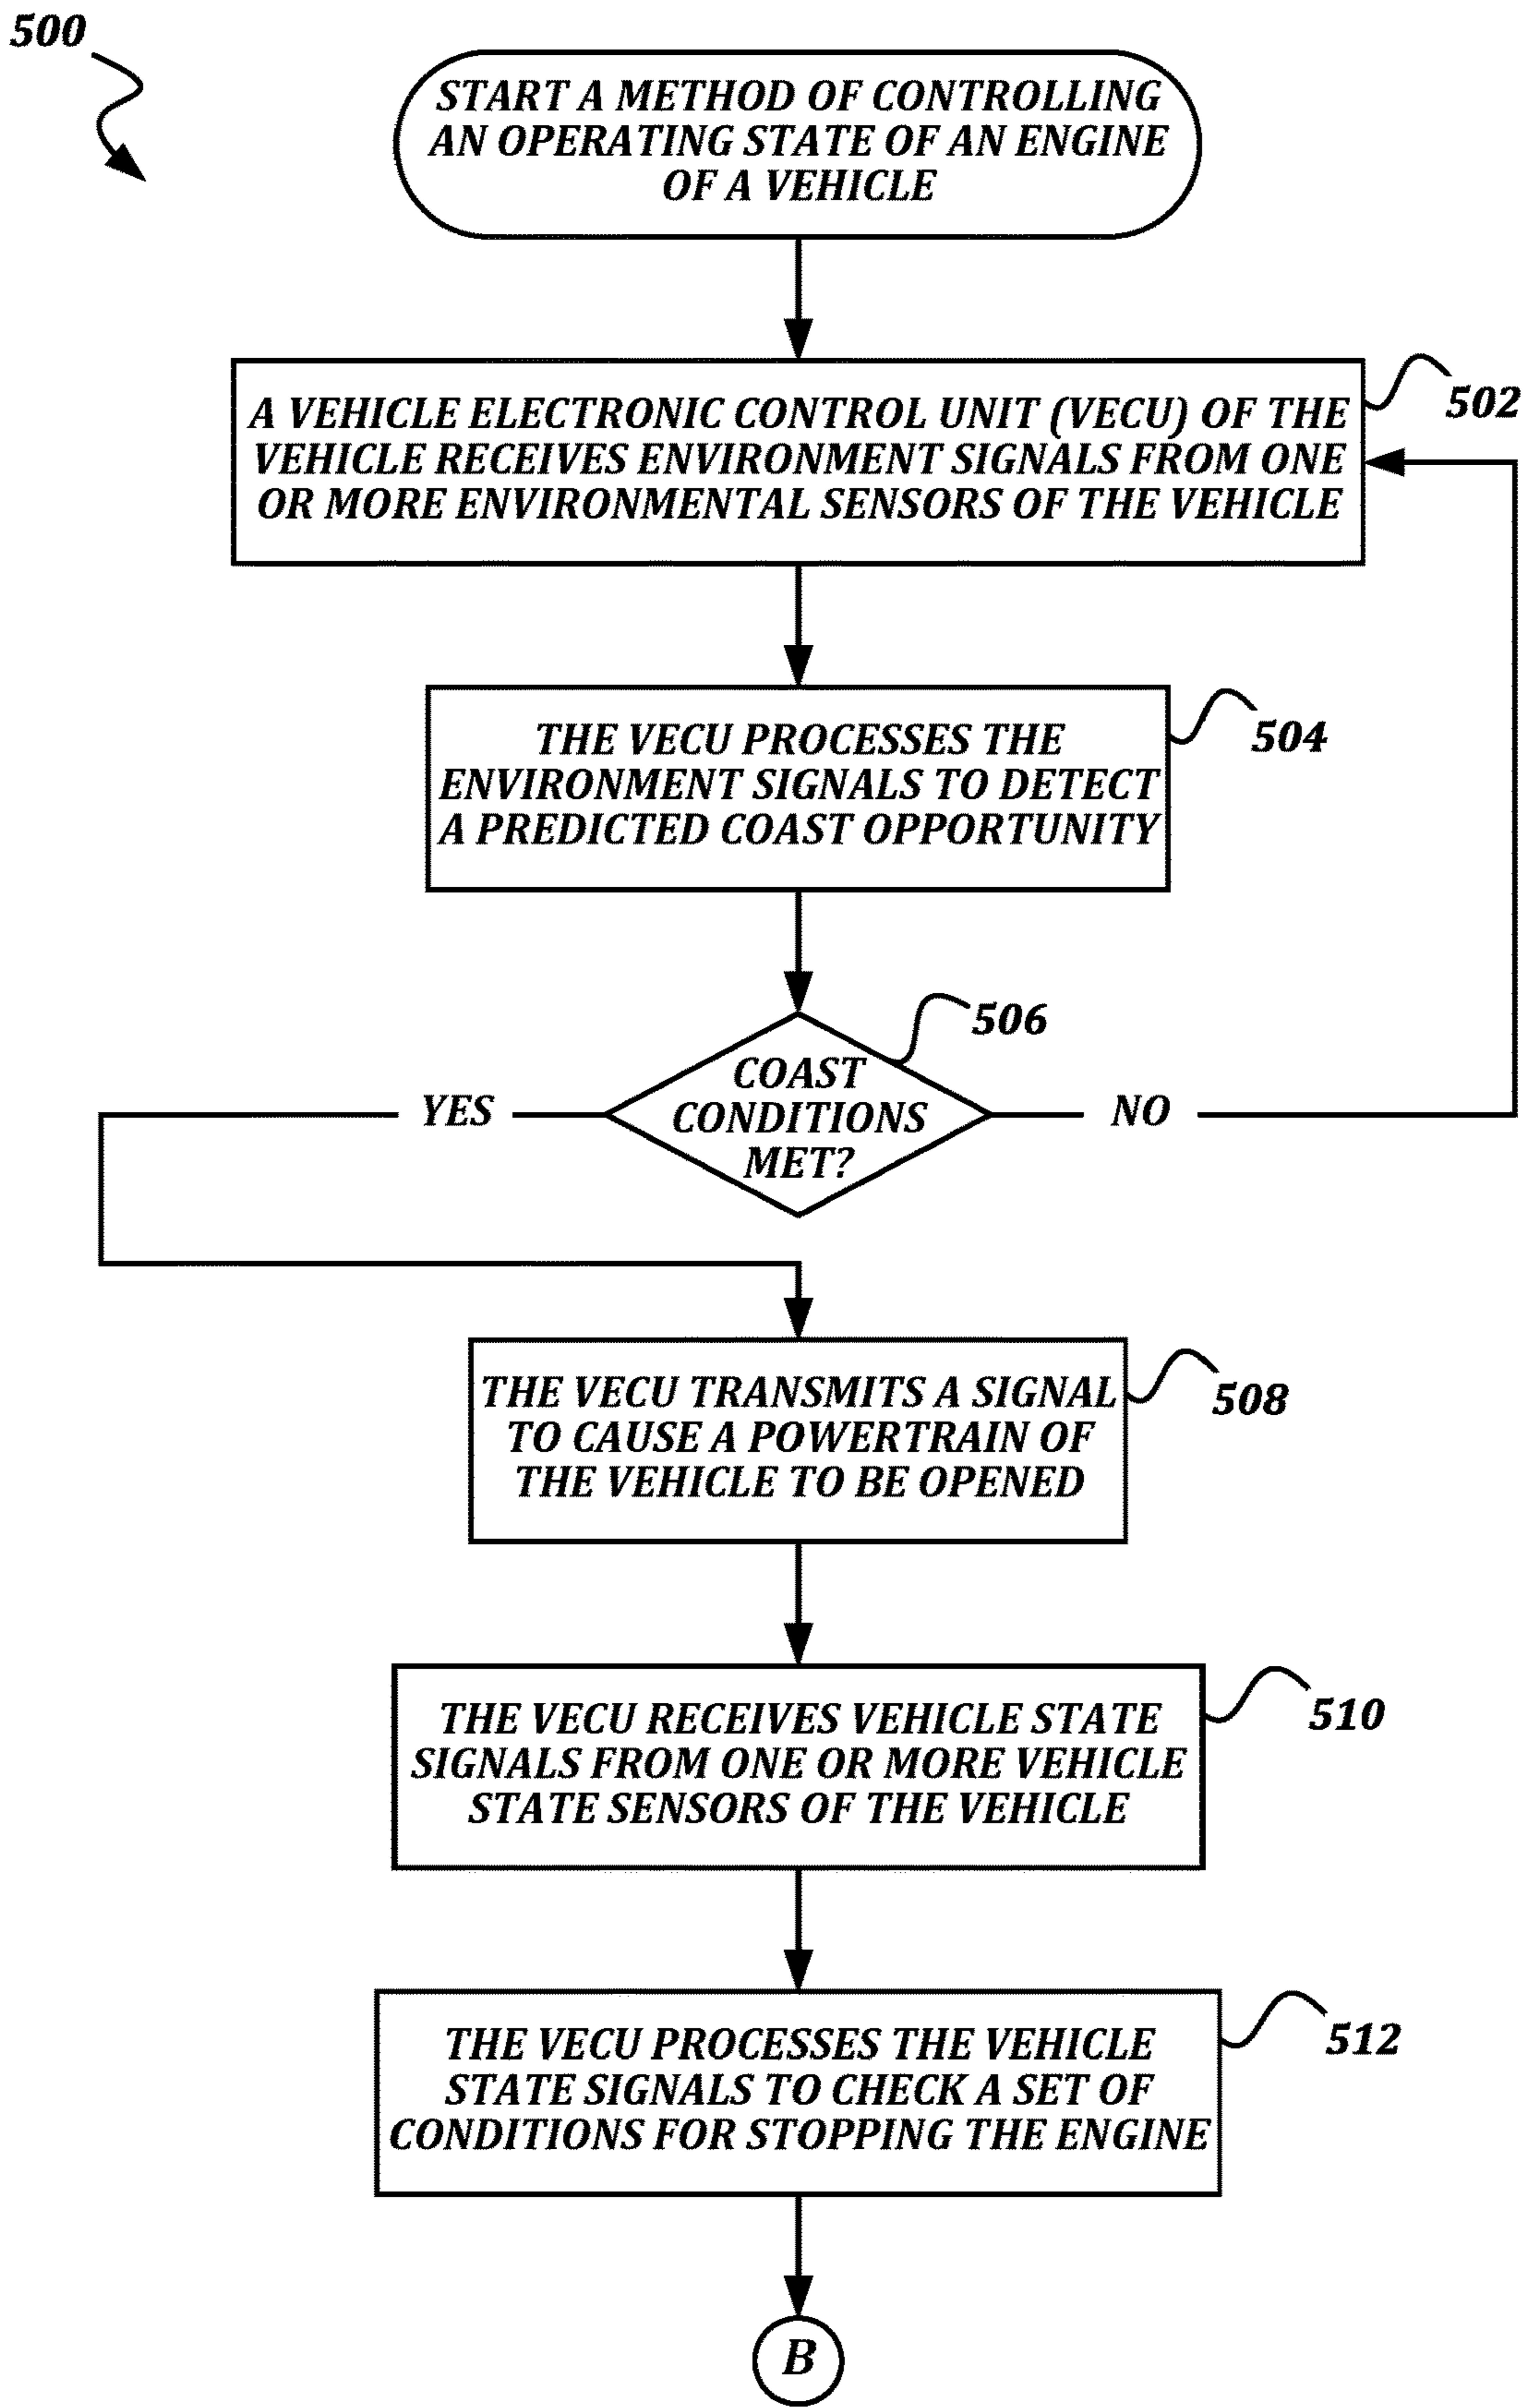 500
START A METHOD OF CONTROLLING
AN OPERATING STATE OF AN ENGINE
OF A VEHICLE
A VEHICLE ELECTRONIC CONTROL UNIT (VECU) OF THE
VEHICLE RECEIVES ENVIRONMENT SIGNALS FROM ONE
OR MORE ENVIRONMENTAL SENSORS OF THE VEHICLE
502
THE VECU PROCESSES THE
ENVIRONMENT SIGNALS TO DETECT
A PREDICTED COAST OPPORTUNITY
504
506
COAST
CONDITIONS
MET?
YES
NO
THE VECU TRANSMITS A SIGNAL
TO CAUSE A POWERTRAIN OF
THE VEHICLE TO BE OPENED
508
THE VECU RECEIVES VEHICLE STATE
SIGNALS FROM ONE OR MORE VEHICLE
STATE SENSORS OF THE VEHICLE
510
THE VECU PROCESSES THE VEHICLE
STATE SIGNALS TO CHECK A SET OF
CONDITIONS FOR STOPPING THE ENGINE
512
B